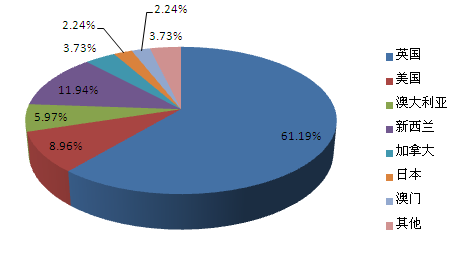 2.24%
2.24%
3.73%
3.73%
11.94%
5.97%
8.96%
61.19%
英国
美国
澳大利亚
新西兰
加拿大
日本
澳门
其他